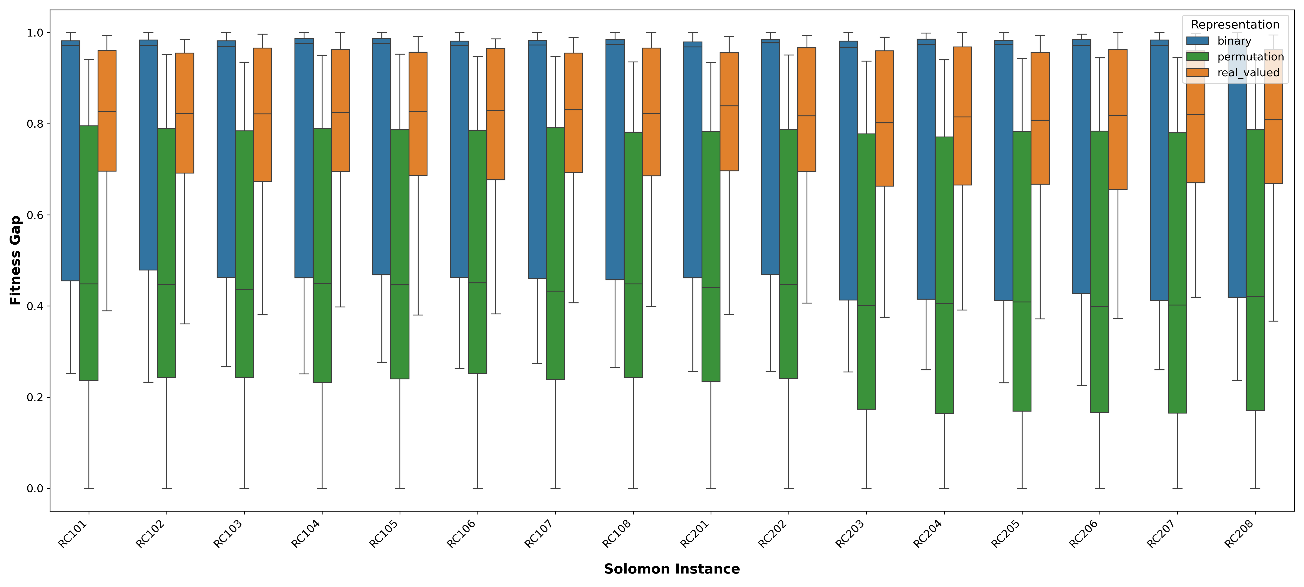 Fitness Gap
1.0
0.8
0.6
0.4
0.2
0.0
Representation
binary
permutation
real_valued
RC101
RC102
RC103
RC104
RC105
RC106
RC107
RC108
RC201
RC202
RC203
RC204
RC205
RC206
RC207
RC208
Solomon Instance